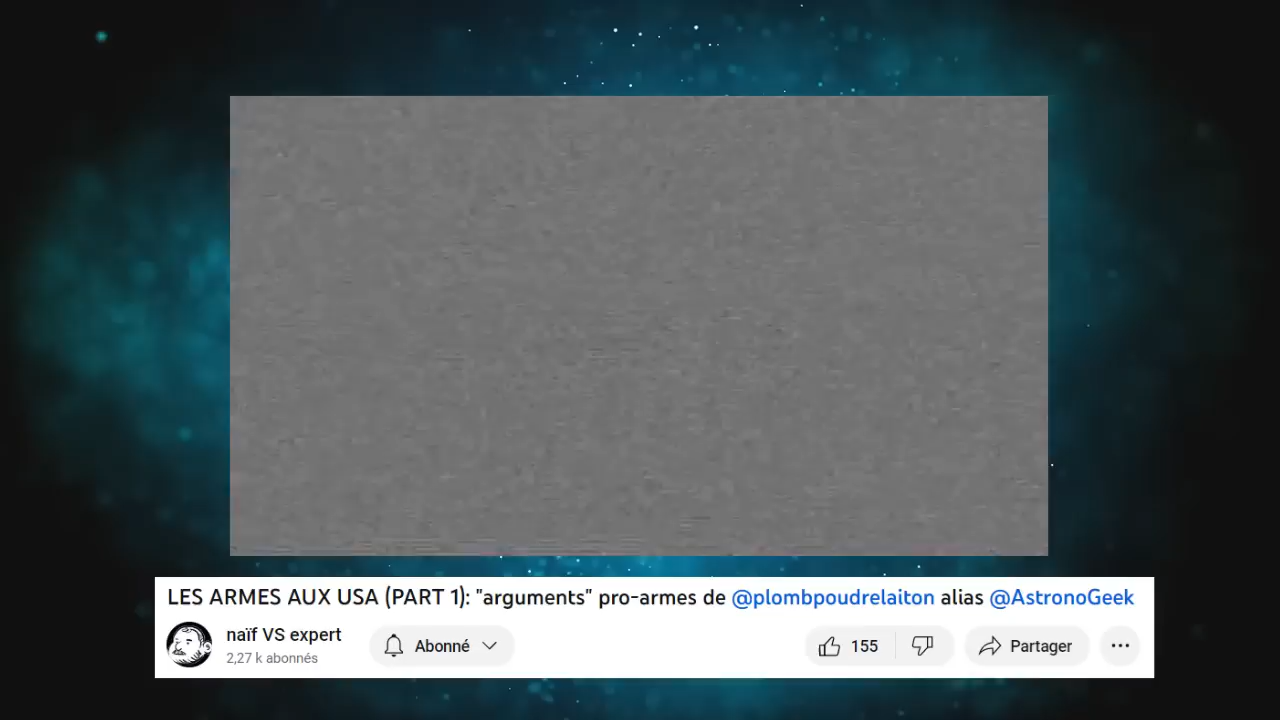 LES ARMES AUX USA (PART 1): "arguments" pro-armes de @plombpoudrelaiton alias @AstronoGeek
naïf VS expert
2,27 k abonnés
Abonné
155
Partager